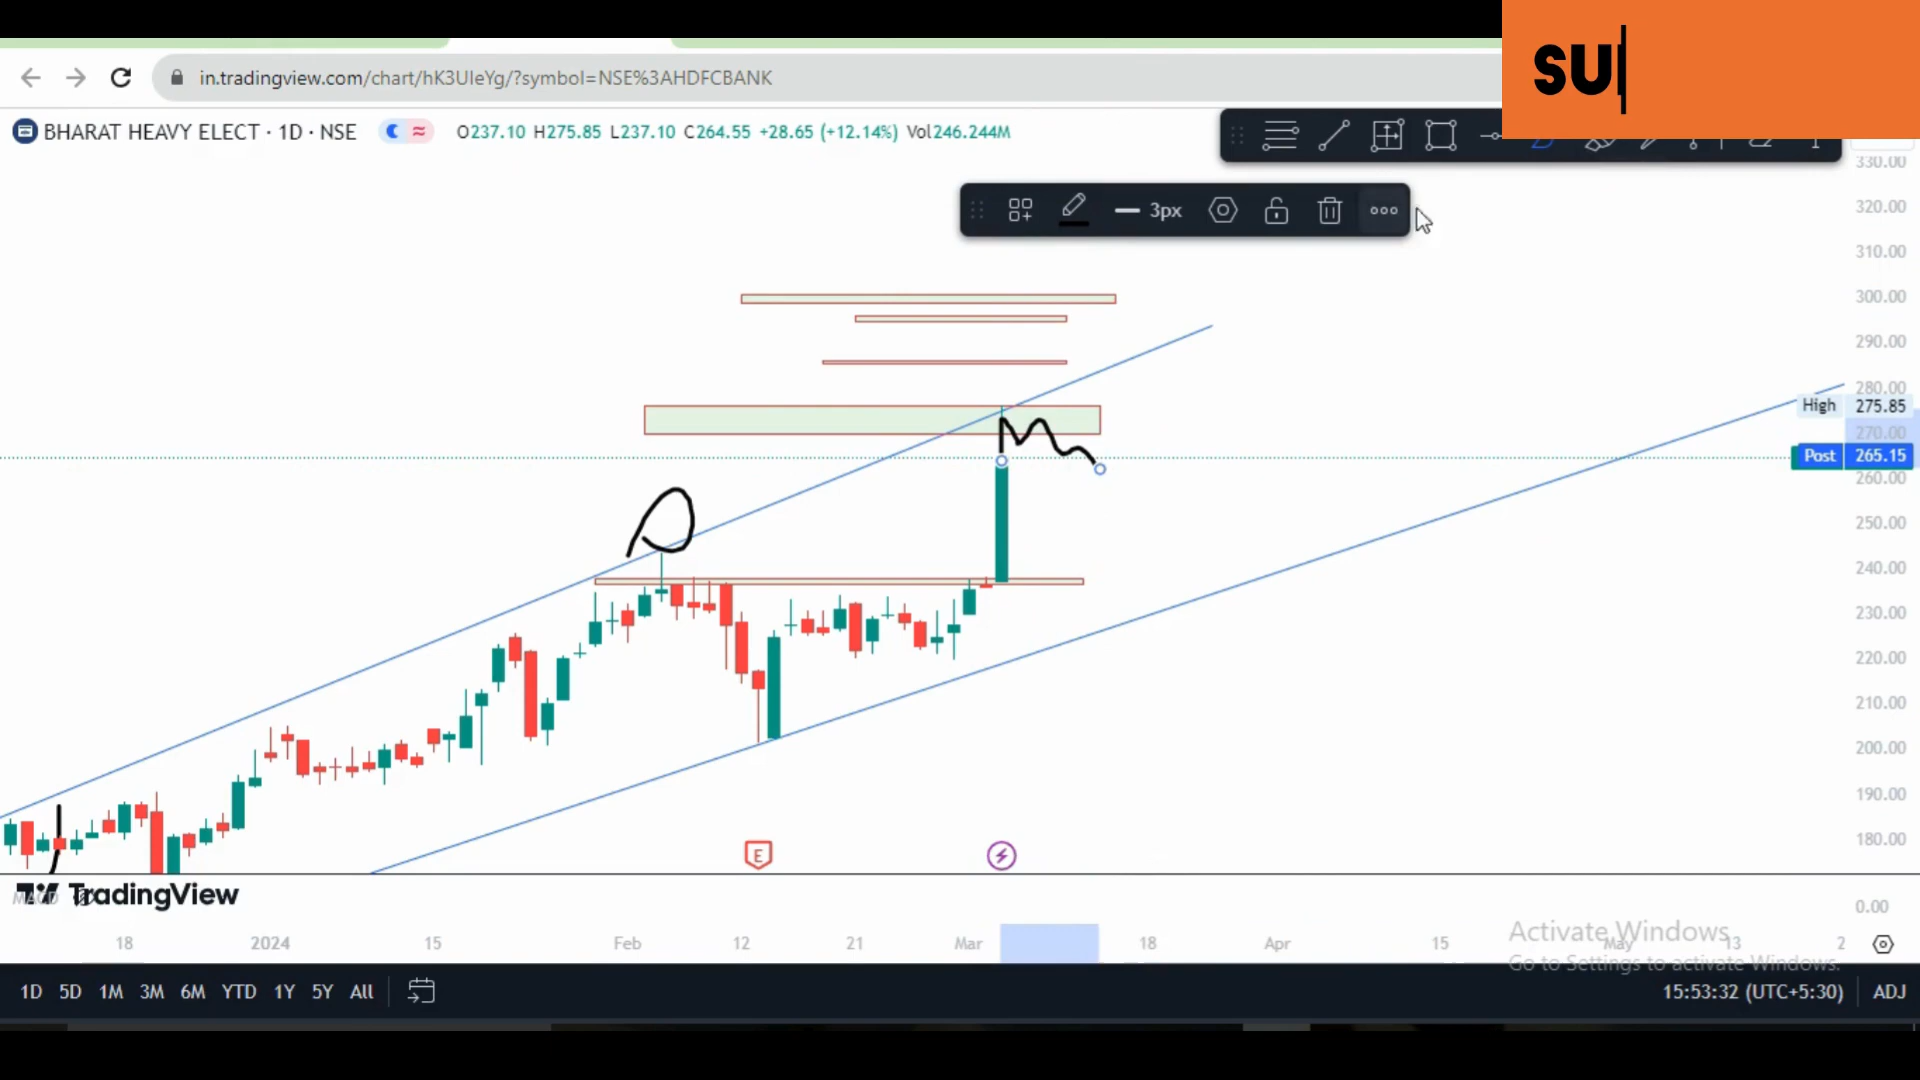 SU
in.tradingview.com/chart/hK3UIeYg/?symbol=NSE%3AHDFCBANK
BHARAT HEAVY ELECT · 1D · NSE O237.10 H275.85 L237.10 C264.55 +28.65 (+12.14%) Vol246.244M
3px
330.00
320.00
310.00
300.00
290.00
280.00
High 275.85
270.00
Post 265.15
260.00
250.00
240.00
230.00
220.00
210.00
200.00
190.00
180.00
E
TradingView
MACD
0.00
Activate Windows
Go to Settings to activate Windows.
18 2024 15 Feb 12 21 Mar 18 Apr 15 May 13 2
1D 5D 1M 3M 6M YTD 1Y 5Y All 15:53:32 (UTC+5:30) ADJ